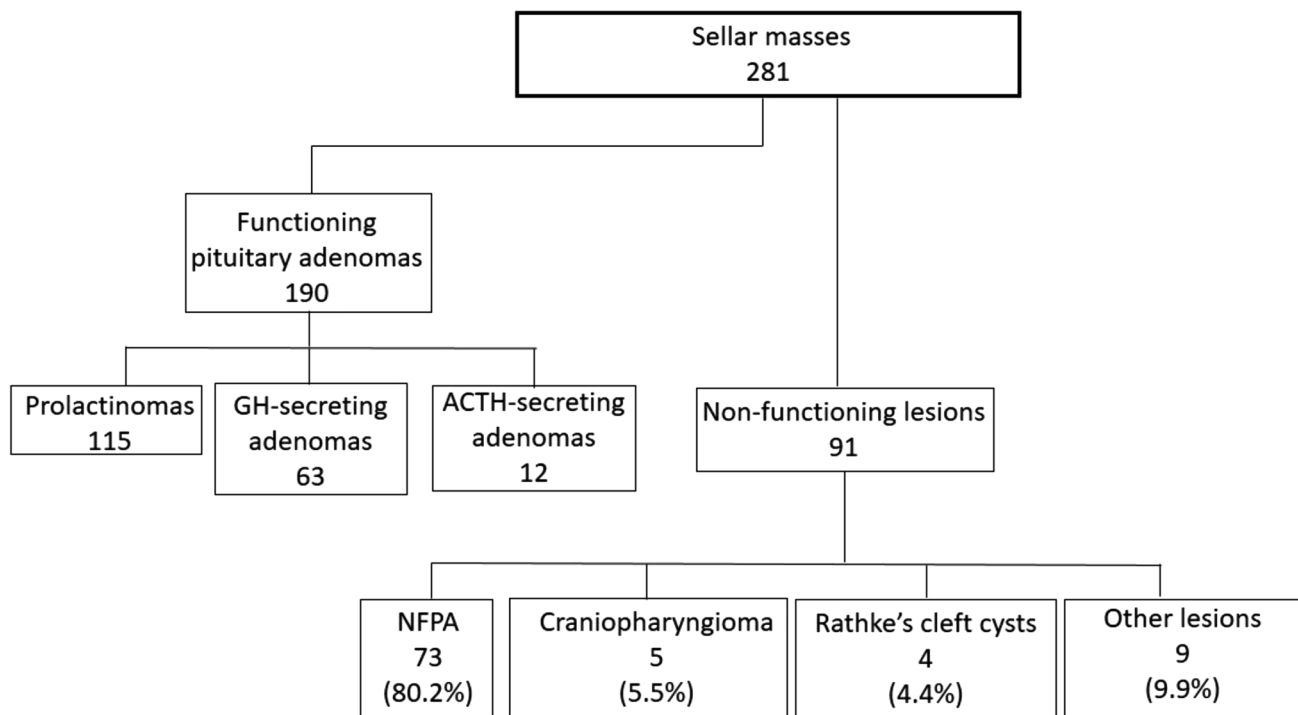 Sellar masses
281
Functioning
pituitary adenomas
190
Prolactinomas
115
GH-secreting
adenomas
63
ACTH-secreting
adenomas
12
Non-functioning lesions
91
NFPA
73
(80.2%)
Craniopharyngioma
5
(5.5%)
Rathke’s cleft cysts
4
(4.4%)
Other lesions
9
(9.9%)